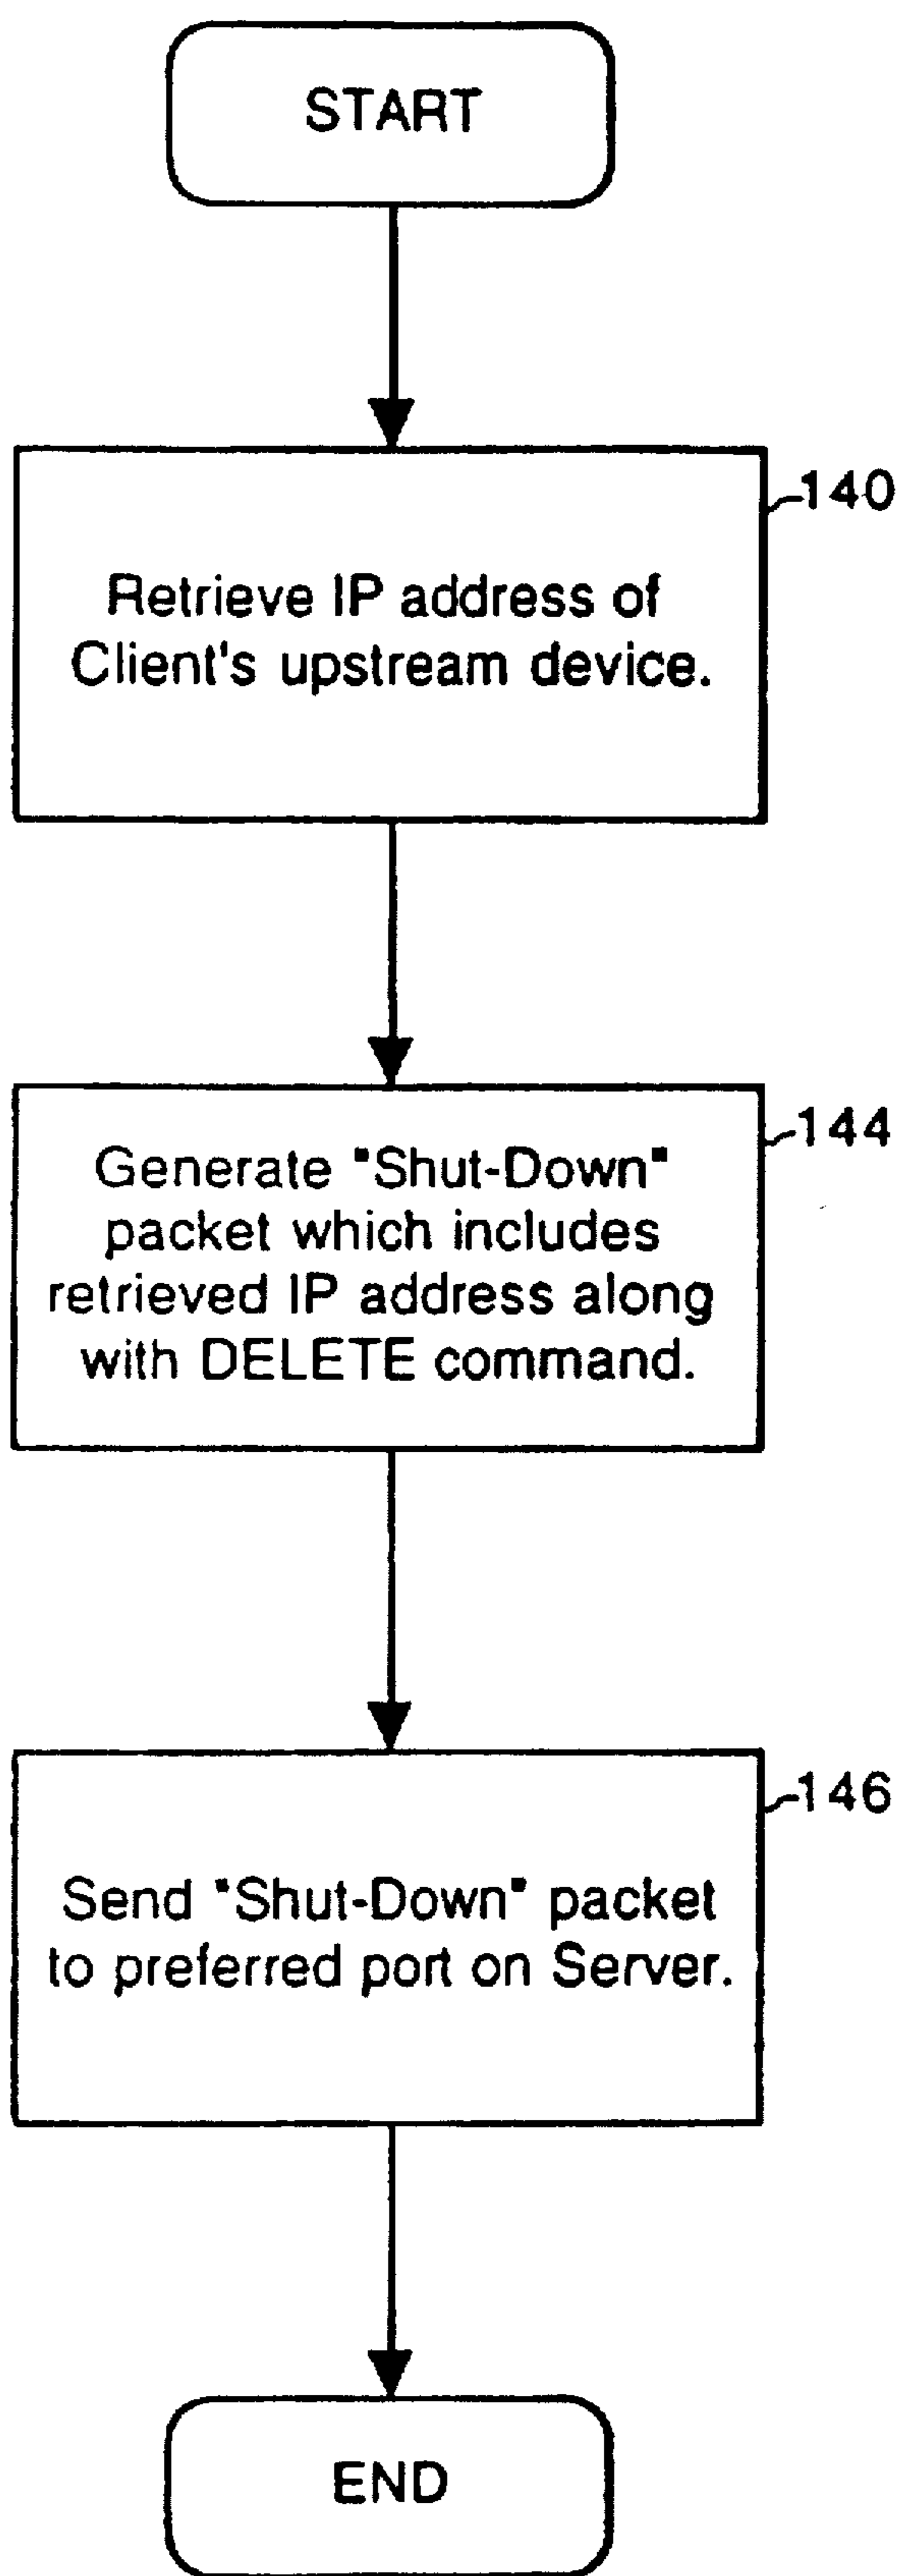 START
140
Retrieve IP address of
Client's upstream device.
144
Generate "Shut-Down"
packet which includes
retrieved IP address along
with DELETE command.
146
Send "Shut-Down" packet
to preferred port on Server.
END